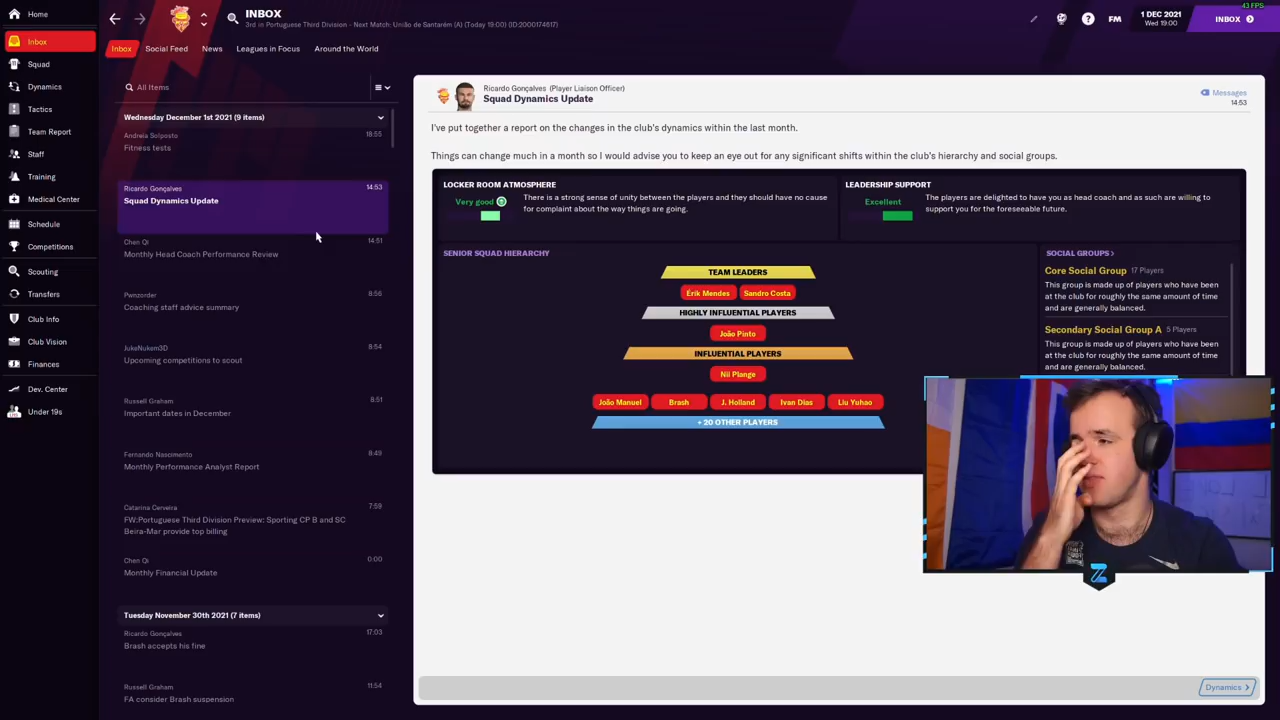 43 FPS
Home
INBOX
3rd in Portuguese Third Division - Next Match: União de Santarém (A) (Today 19:00) (ID:2000174617)
FM
1 DEC 2021
Wed 19:00
INBOX
Inbox
Inbox
Social Feed
News
Leagues in Focus
Around the World
Squad
Dynamics
Tactics
Team Report
Staff
Training
Medical Center
Schedule
Competitions
Scouting
Transfers
Club Info
Club Vision
Finances
Dev. Center
Under 19s
All Items
Wednesday December 1st 2021 (9 items)
Andreia Solposto
18:55
Fitness tests
Ricardo Gonçalves
14:53
Squad Dynamics Update
Chen Qi
14:51
Monthly Head Coach Performance Review
Pwnzorder
8:56
Coaching staff advice summary
JukeNukem3D
8:54
Upcoming competitions to scout
Russell Graham
8:51
Important dates in December
Fernando Nascimento
8:49
Monthly Performance Analyst Report
Catarina Cerveira
7:59
FW:Portuguese Third Division Preview: Sporting CP B and SC
Beira-Mar provide top billing
Chen Qi
0:00
Monthly Financial Update
Tuesday November 30th 2021 (7 items)
Ricardo Gonçalves
17:03
Brash accepts his fine
Russell Graham
11:54
FA consider Brash suspension
Ricardo Gonçalves (Player Liaison Officer)
Squad Dynamics Update
Messages
14:53
I've put together a report on the changes in the club's dynamics within the last month.
Things can change much in a month so I would advise you to keep an eye out for any significant shifts within the club's hierarchy and social groups.
LOCKER ROOM ATMOSPHERE
Very good
There is a strong sense of unity between the players and they should have no cause
for complaint about the way things are going.
LEADERSHIP SUPPORT
Excellent
The players are delighted to have you as head coach and as such are willing to
support you for the foreseeable future.
SENIOR SQUAD HIERARCHY
TEAM LEADERS
Érik Mendes
Sandro Costa
HIGHLY INFLUENTIAL PLAYERS
João Pinto
INFLUENTIAL PLAYERS
Nii Plange
João Manuel
Brash
J. Holland
Ivan Dias
Liu Yuhao
+ 20 OTHER PLAYERS
SOCIAL GROUPS >
Core Social Group 17 Players
This group is made up of players who have been
at the club for roughly the same amount of time
and are generally balanced.
Secondary Social Group A 5 Players
This group is made up of players who have been
at the club for roughly the same amount of time
and are generally balanced.
Dynamics >